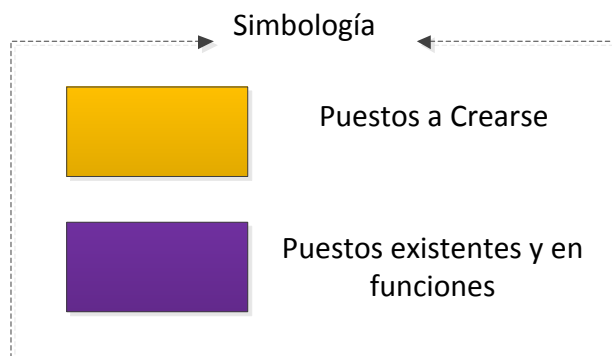 Simbología
Puestos a Crearse
Puestos existentes y en
funciones